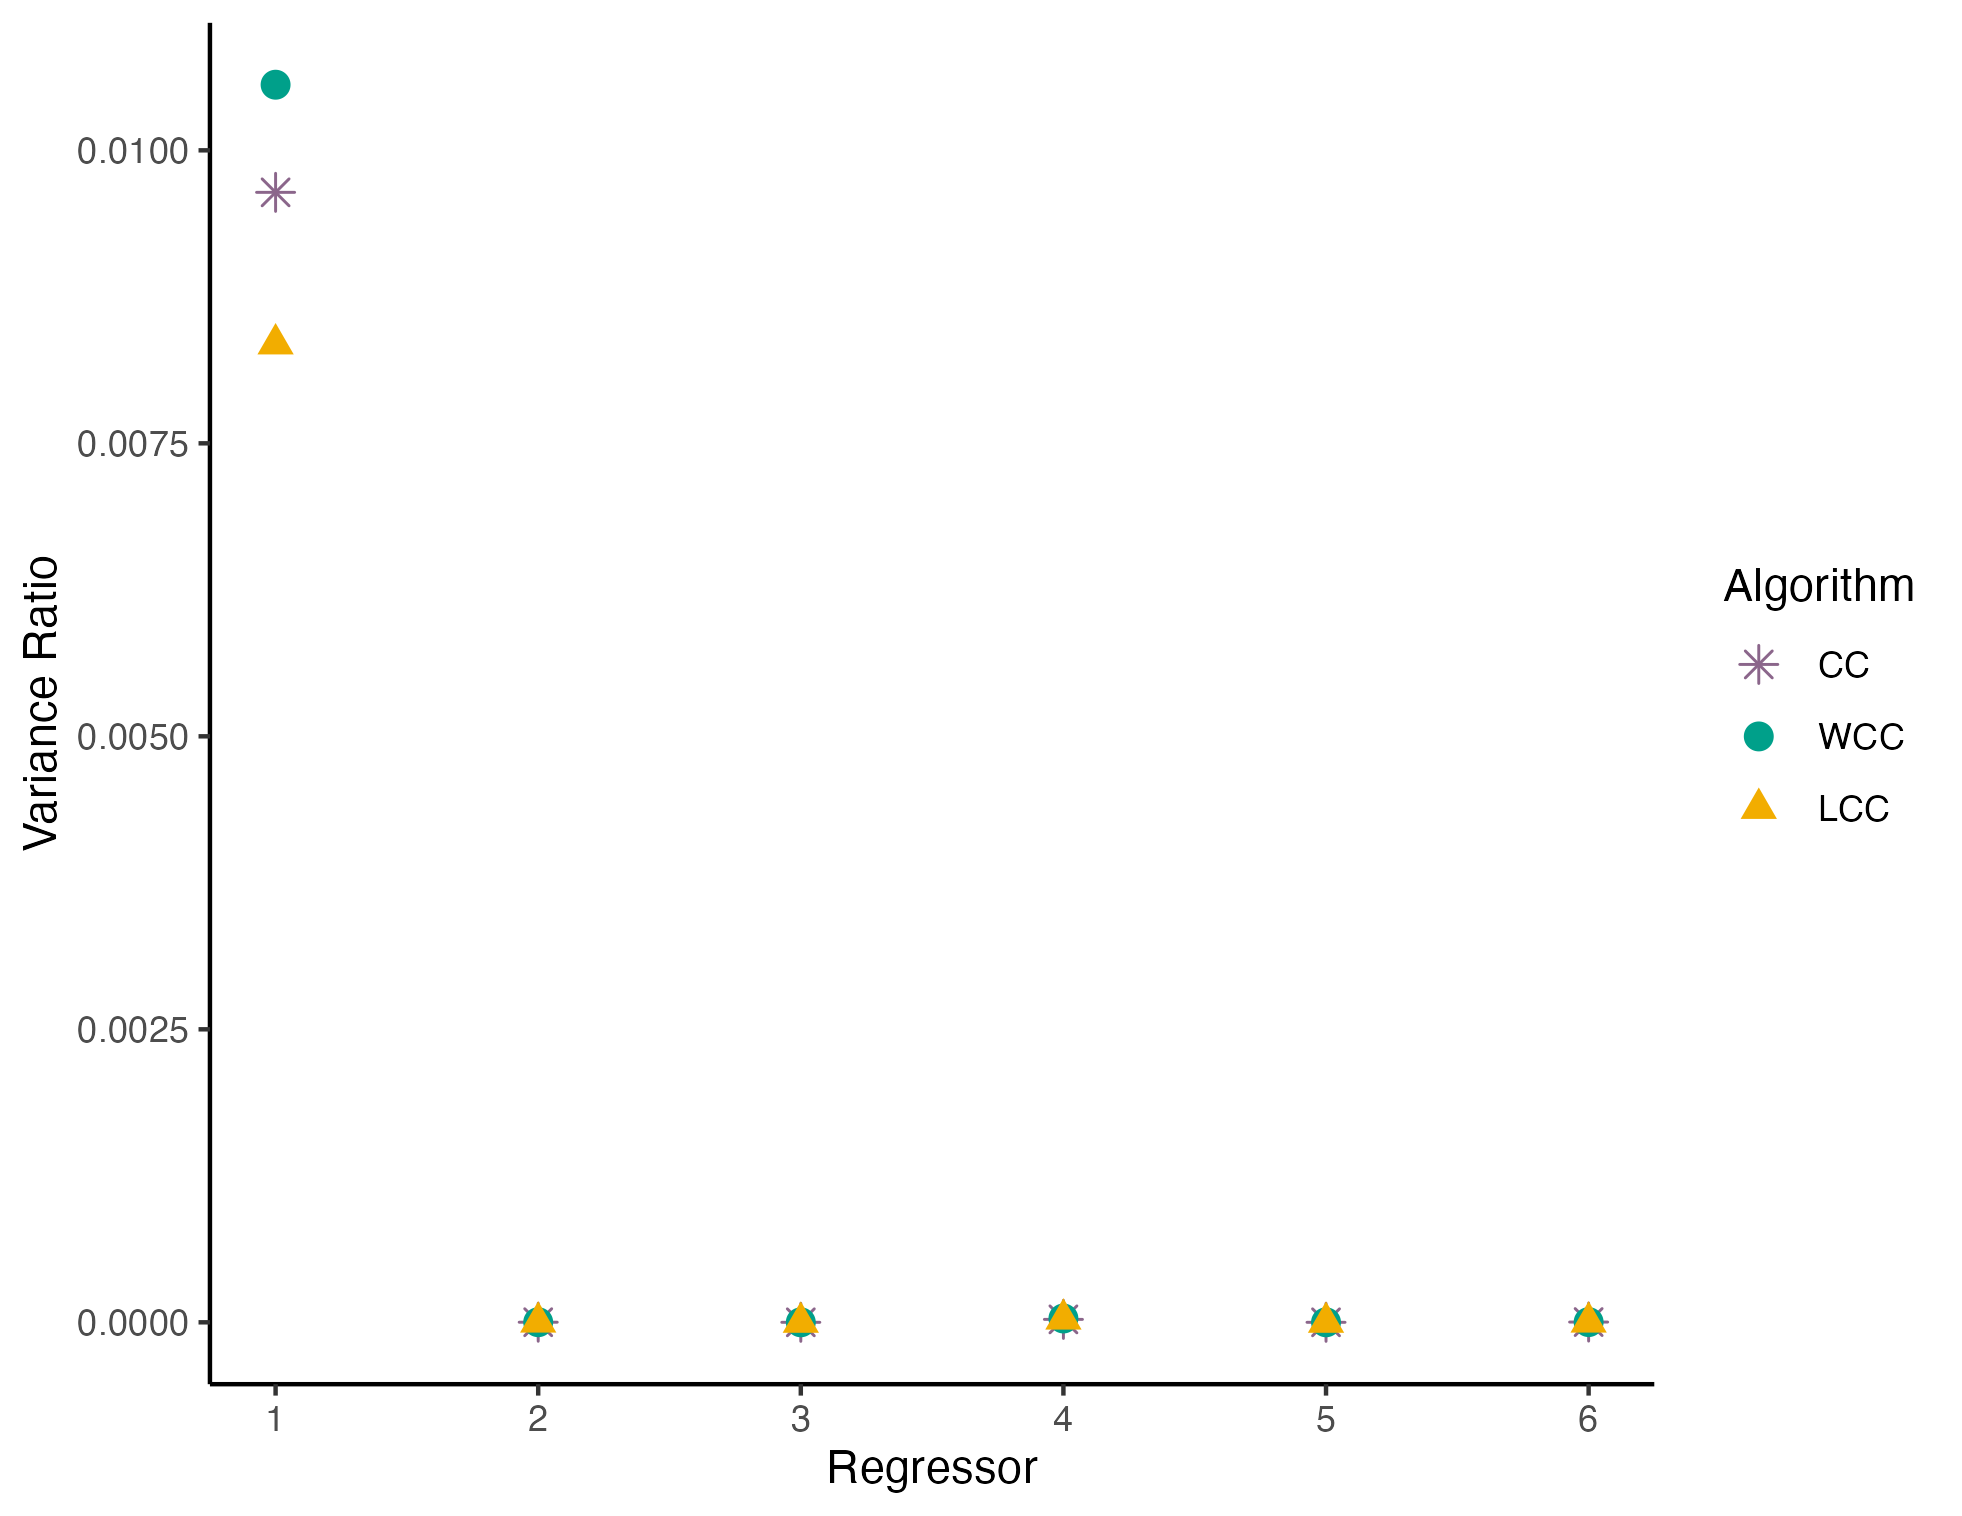 0.0100
0.0075
0.0050
0.0025
0.0000
Variance Ratio
1 2 3 4 5 6
Regressor
Algorithm
CC
WCC
LCC